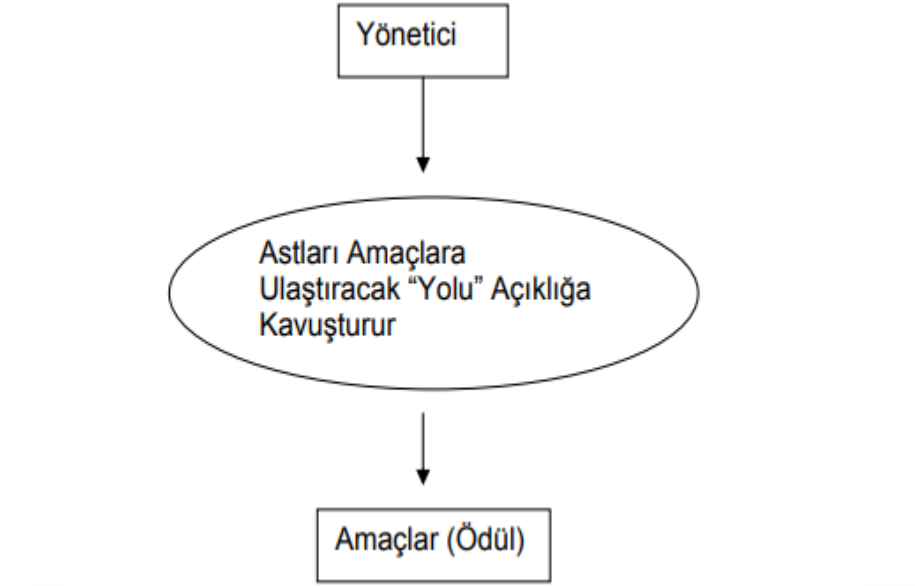 Yönetici
Astları Amaçlara
Ulaştıracak “Yolu” Açıklığa
Kavuşturur
Amaçlar (Ödül)